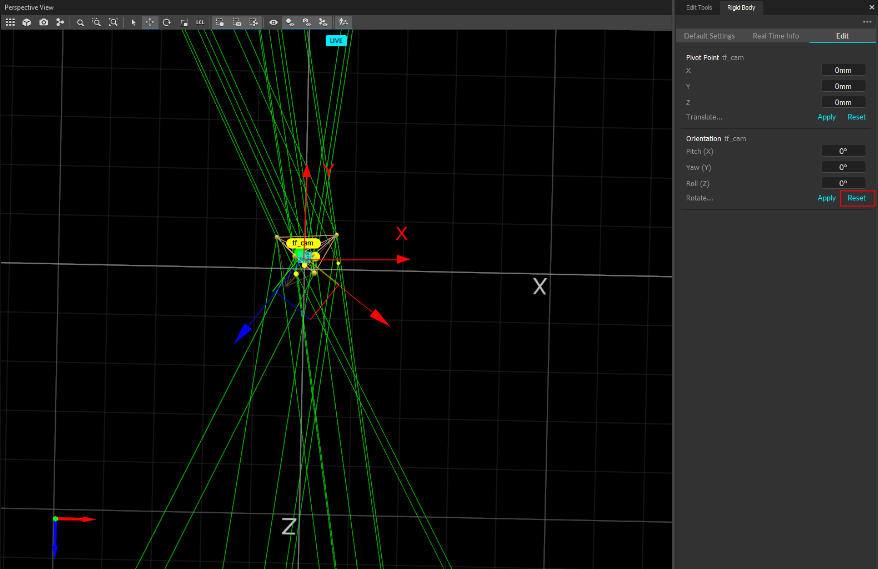 Perspective View
Edit Tools
Rigid Body
LCL
LIVE
Default Settings
Real Time Info
Edit
Pivot Point tf_cam
X 0mm
Y 0mm
Z 0mm
Translate... Apply Reset
Orientation tf_cam
Pitch (X) 0°
Yaw (Y) 0°
Roll (Z) 0°
Rotate... Apply Reset
Y
X
tf_cam
X
Z